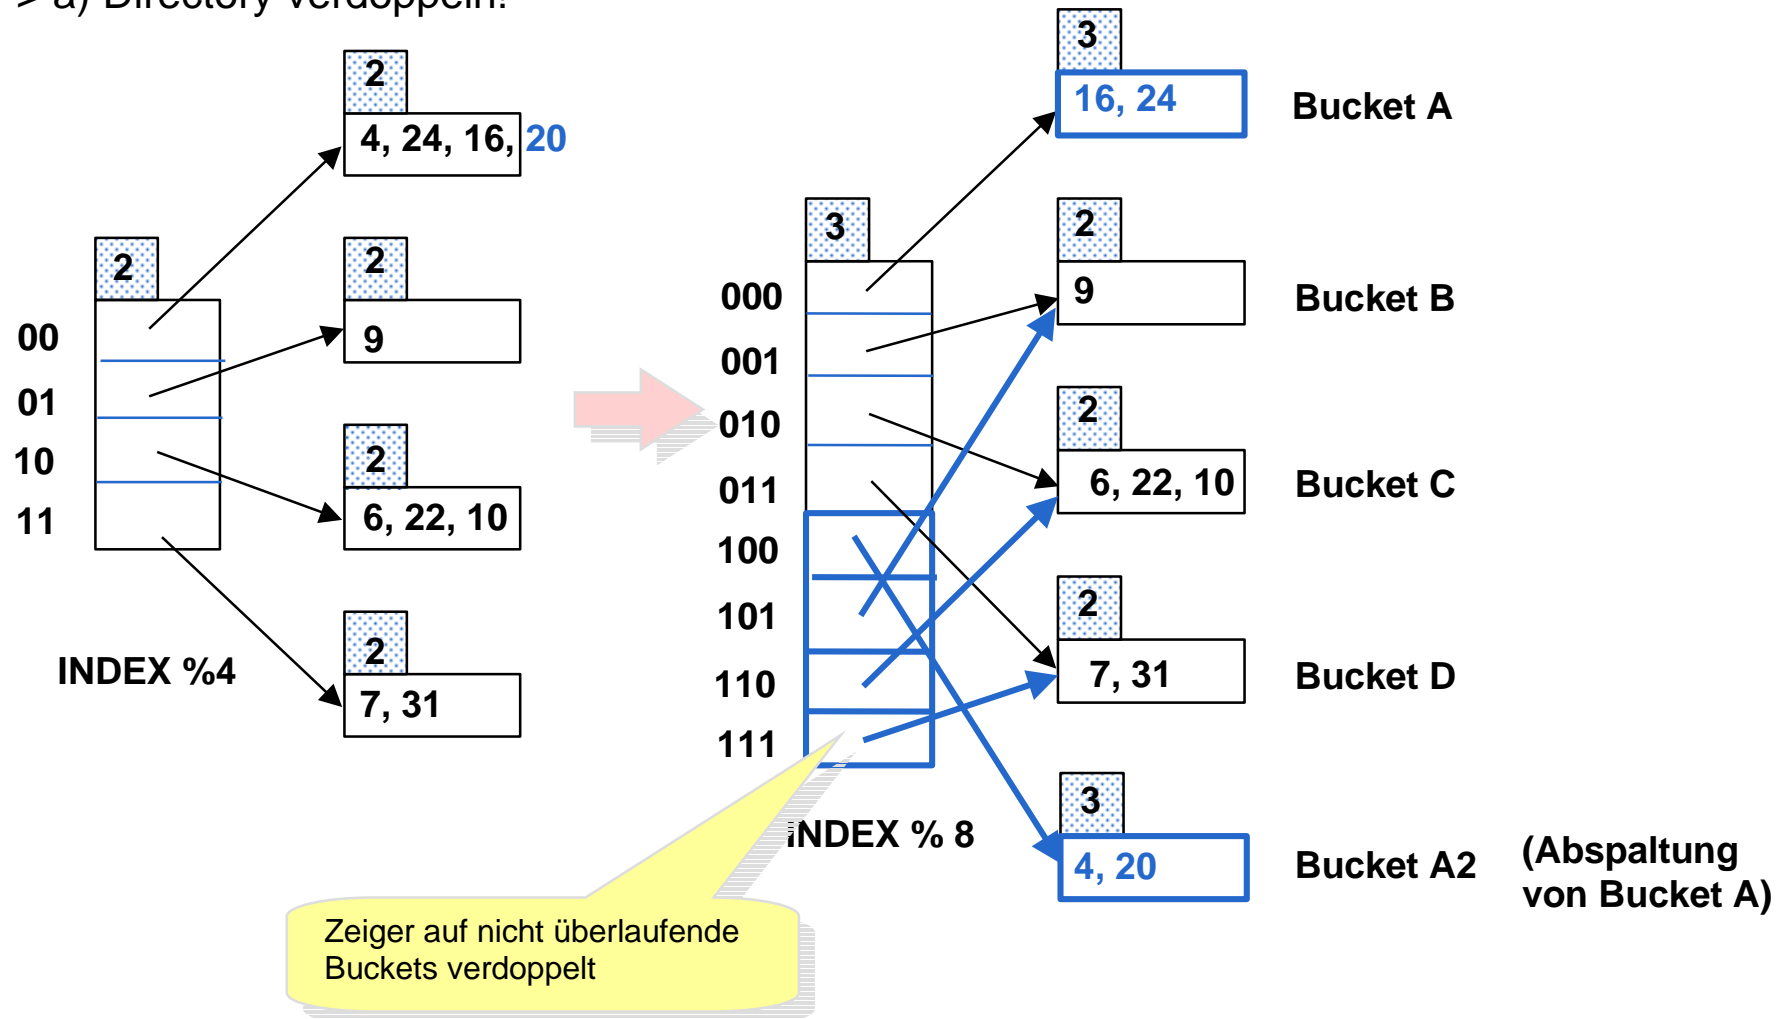 > a) Directory verdoppeln!
2
4, 24, 16, 20
2
2
9
00
01
10
11
2
6, 22, 10
INDEX %4
2
7, 31
3
16, 24
Bucket A
3
2
9
Bucket B
000
001
010
011
100
101
110
111
2
6, 22, 10
Bucket C
2
7, 31
Bucket D
INDEX % 8
3
4, 20
Bucket A2
(Abspaltung
von Bucket A)
Zeiger auf nicht überlaufende
Buckets verdoppelt